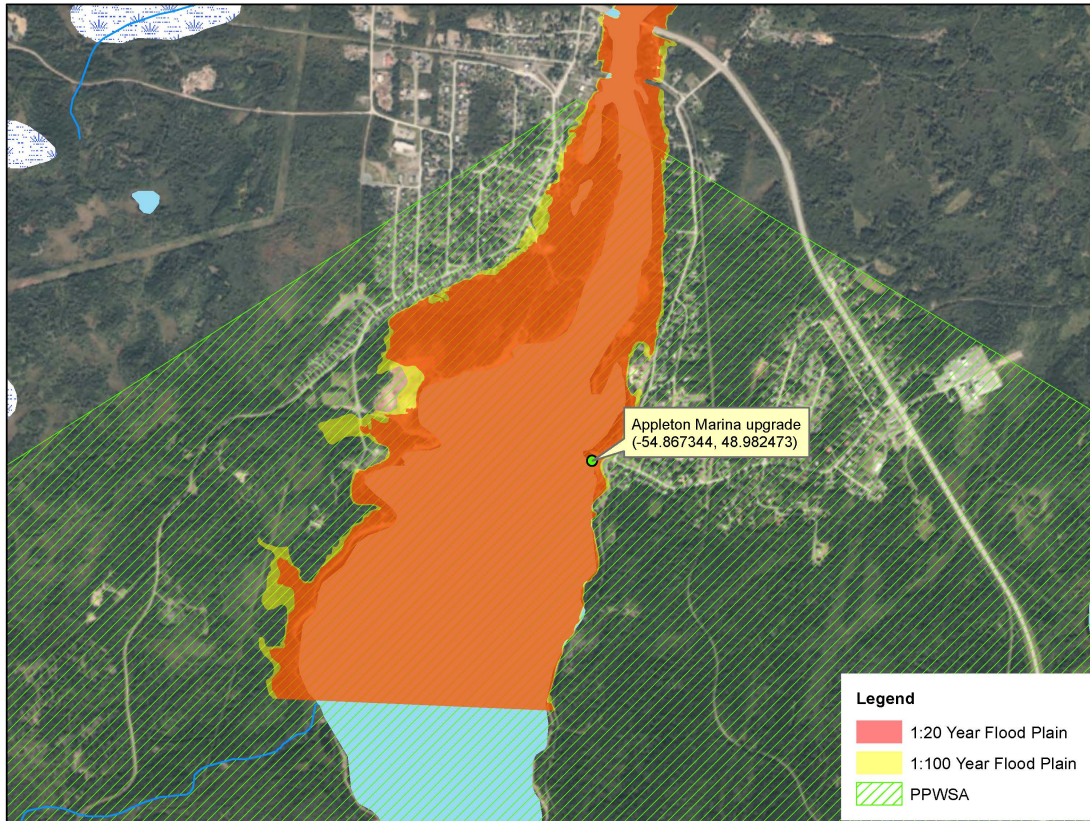 Appleton Marina upgrade
(-54.867344, 48.982473)
Legend
1:20 Year Flood Plain
1:100 Year Flood Plain
PPWSA